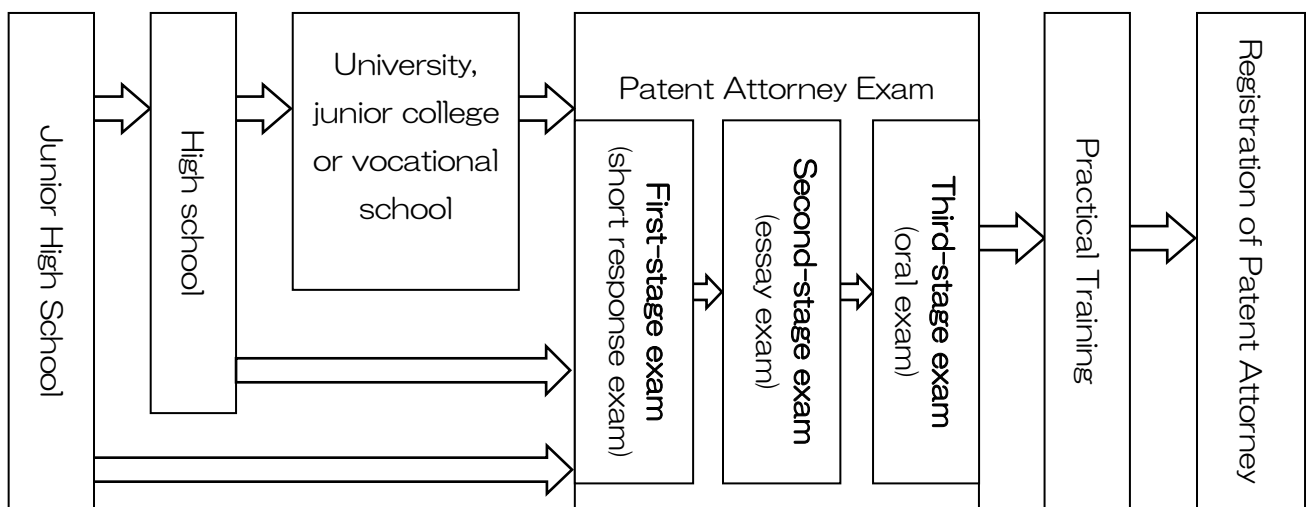 Junior High School
High school
University,
junior college
or vocational
school
Patent Attorney Exam
First-stage exam
(short response exam)
Second-stage exam
(essay exam)
Third-stage exam
(oral exam)
Practical Training
Registration of Patent Attorney